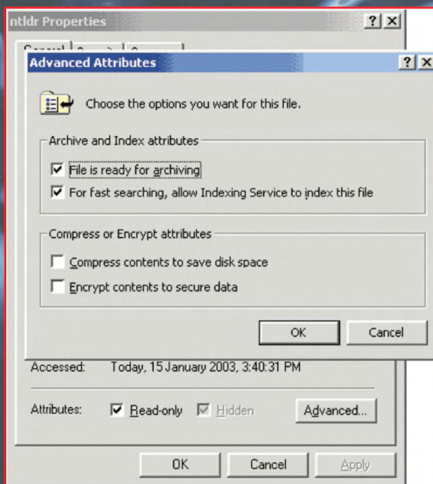 ntldr Properties
Advanced Attributes
Choose the options you want for this file.
Archive and Index attributes
File is ready for archiving
For fast searching, allow Indexing Service to index this file
Compress or Encrypt attributes
Compress contents to save disk space
Encrypt contents to secure data
OK Cancel
Accessed: Today, 15 January 2003, 3:40:31 PM
Attributes: Read-only Hidden Advanced...
OK Cancel Apply